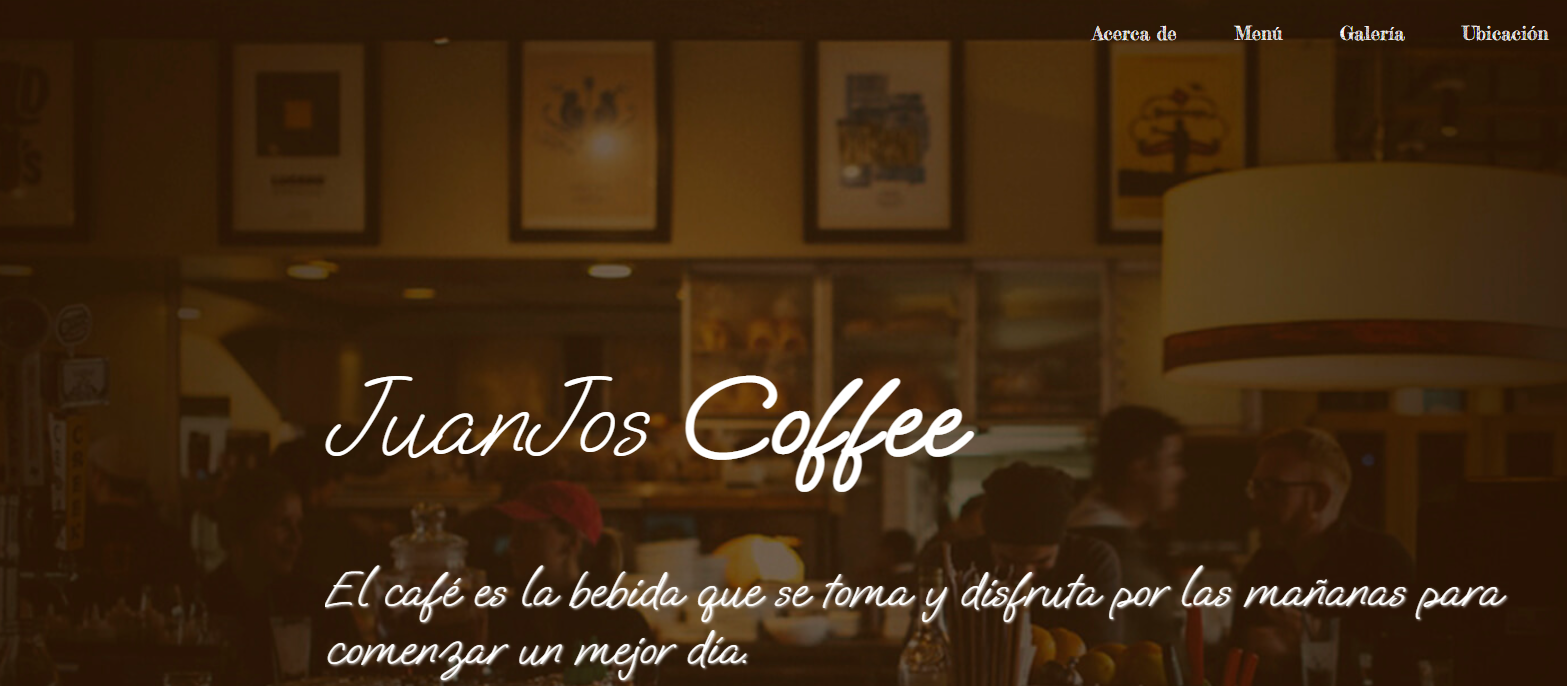 Acerca de Menú Galería Ubicación
JuanJos Coffee
El café es la bebida que se toma y disfruta por las mañanas para
comenzar un mejor día.